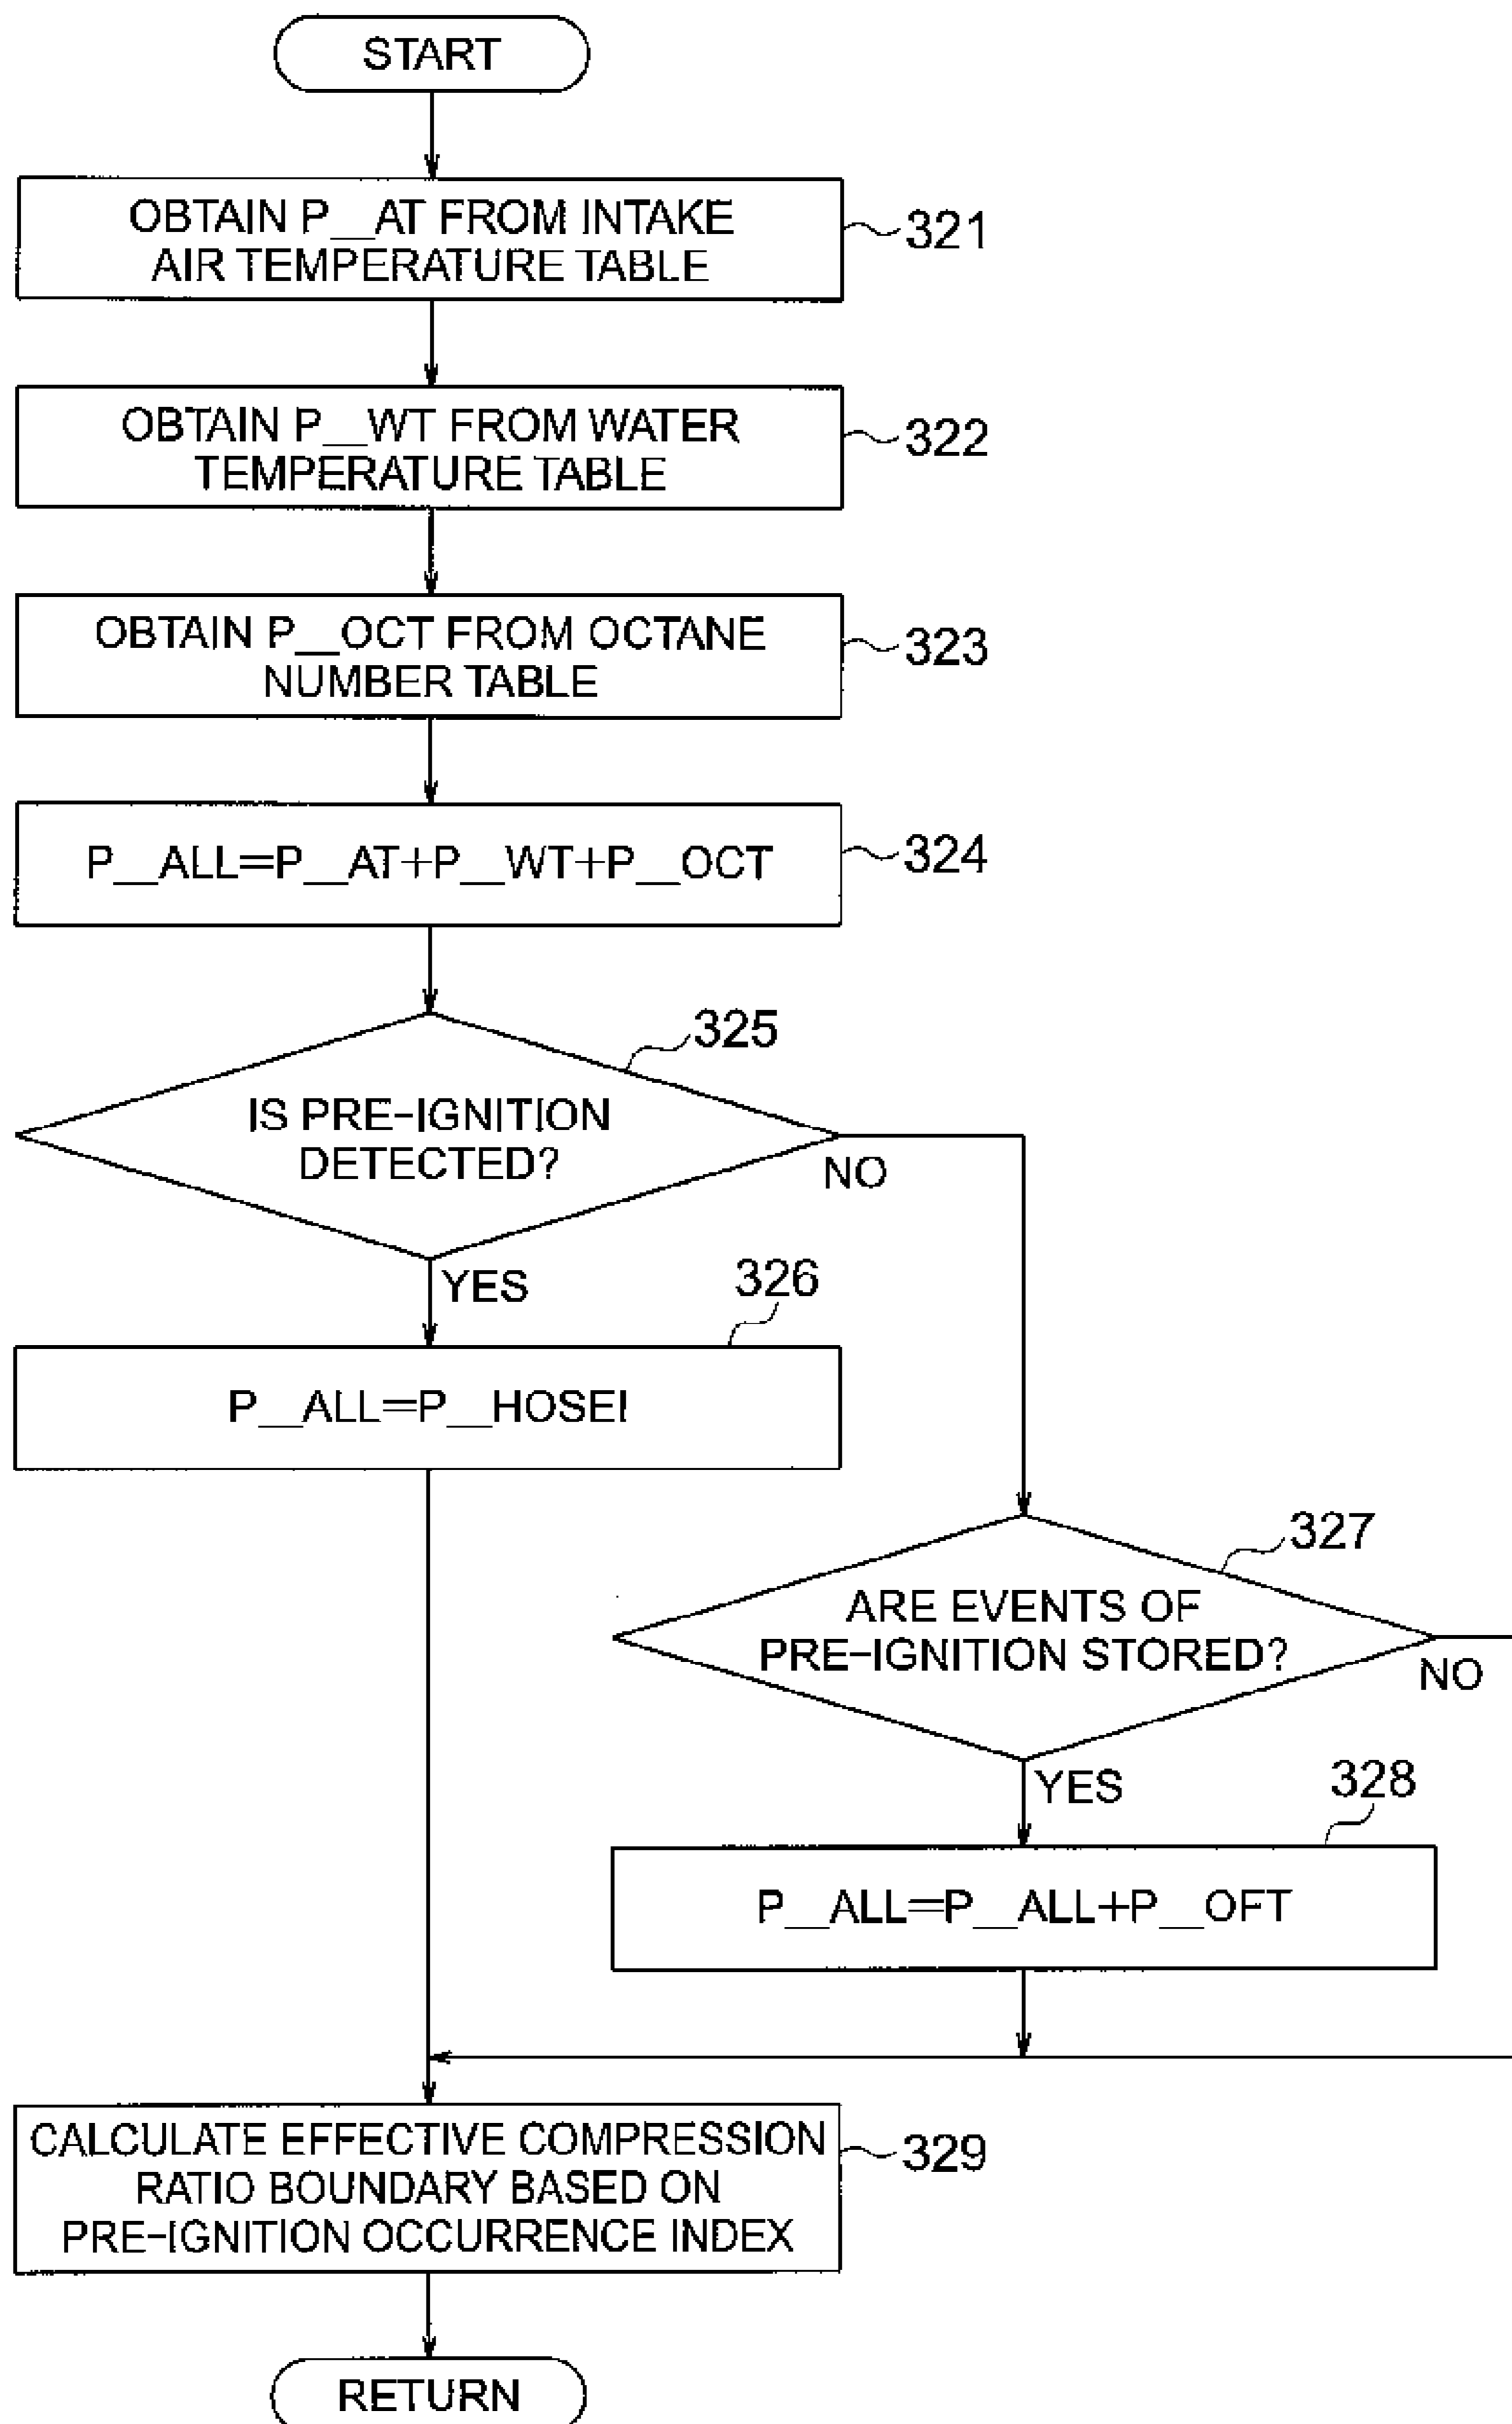 START
OBTAIN P__AT FROM INTAKE
AIR TEMPERATURE TABLE
321
OBTAIN P__WT FROM WATER
TEMPERATURE TABLE
322
OBTAIN P__OCT FROM OCTANE
NUMBER TABLE
323
P__ALL=P__AT+P__WT+P__OCT
324
325
IS PRE-IGNITION
DETECTED?
NO
YES
326
P__ALL=P__HOSEI
327
ARE EVENTS OF
PRE-IGNITION STORED?
NO
YES
328
P__ALL=P__ALL+P__OFT
CALCULATE EFFECTIVE COMPRESSION
RATIO BOUNDARY BASED ON
PRE-IGNITION OCCURRENCE INDEX
329
RETURN